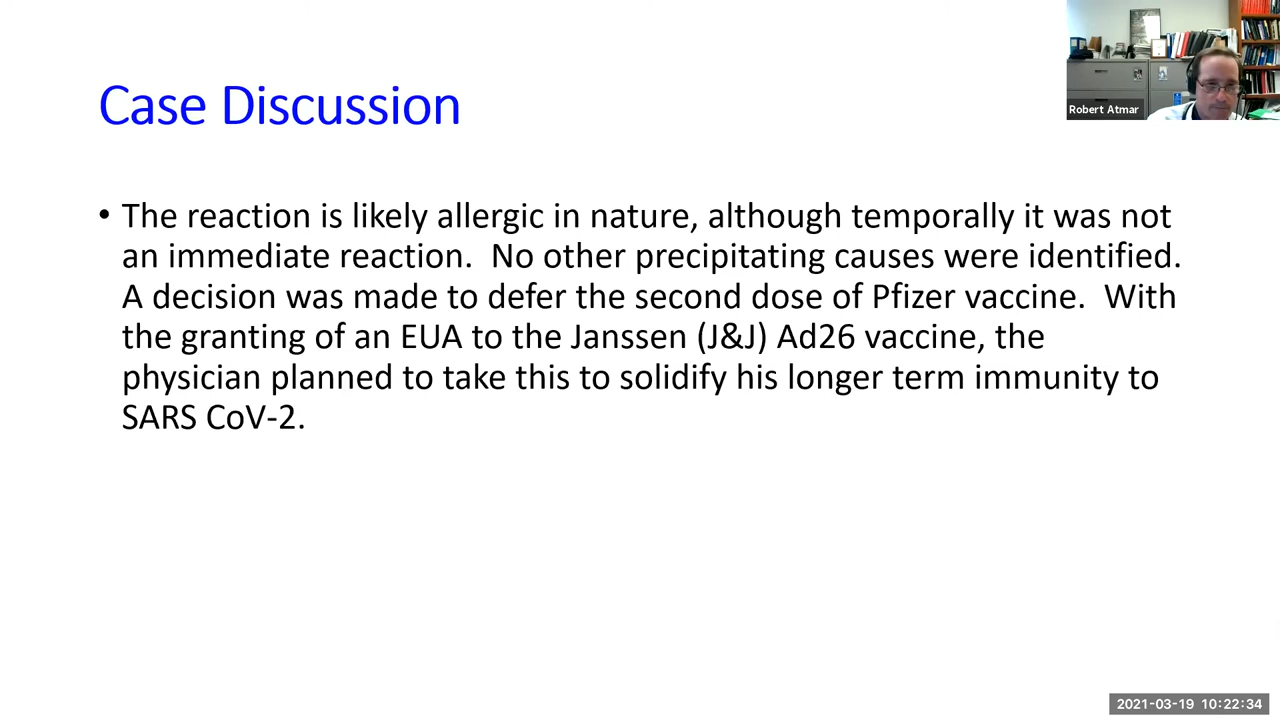 Case Discussion
Robert Atmar
• The reaction is likely allergic in nature, although temporally it was not
an immediate reaction.  No other precipitating causes were identified.
A decision was made to defer the second dose of Pfizer vaccine.  With
the granting of an EUA to the Janssen (J&J) Ad26 vaccine, the
physician planned to take this to solidify his longer term immunity to
SARS CoV-2.
2021-03-19 10:22:34